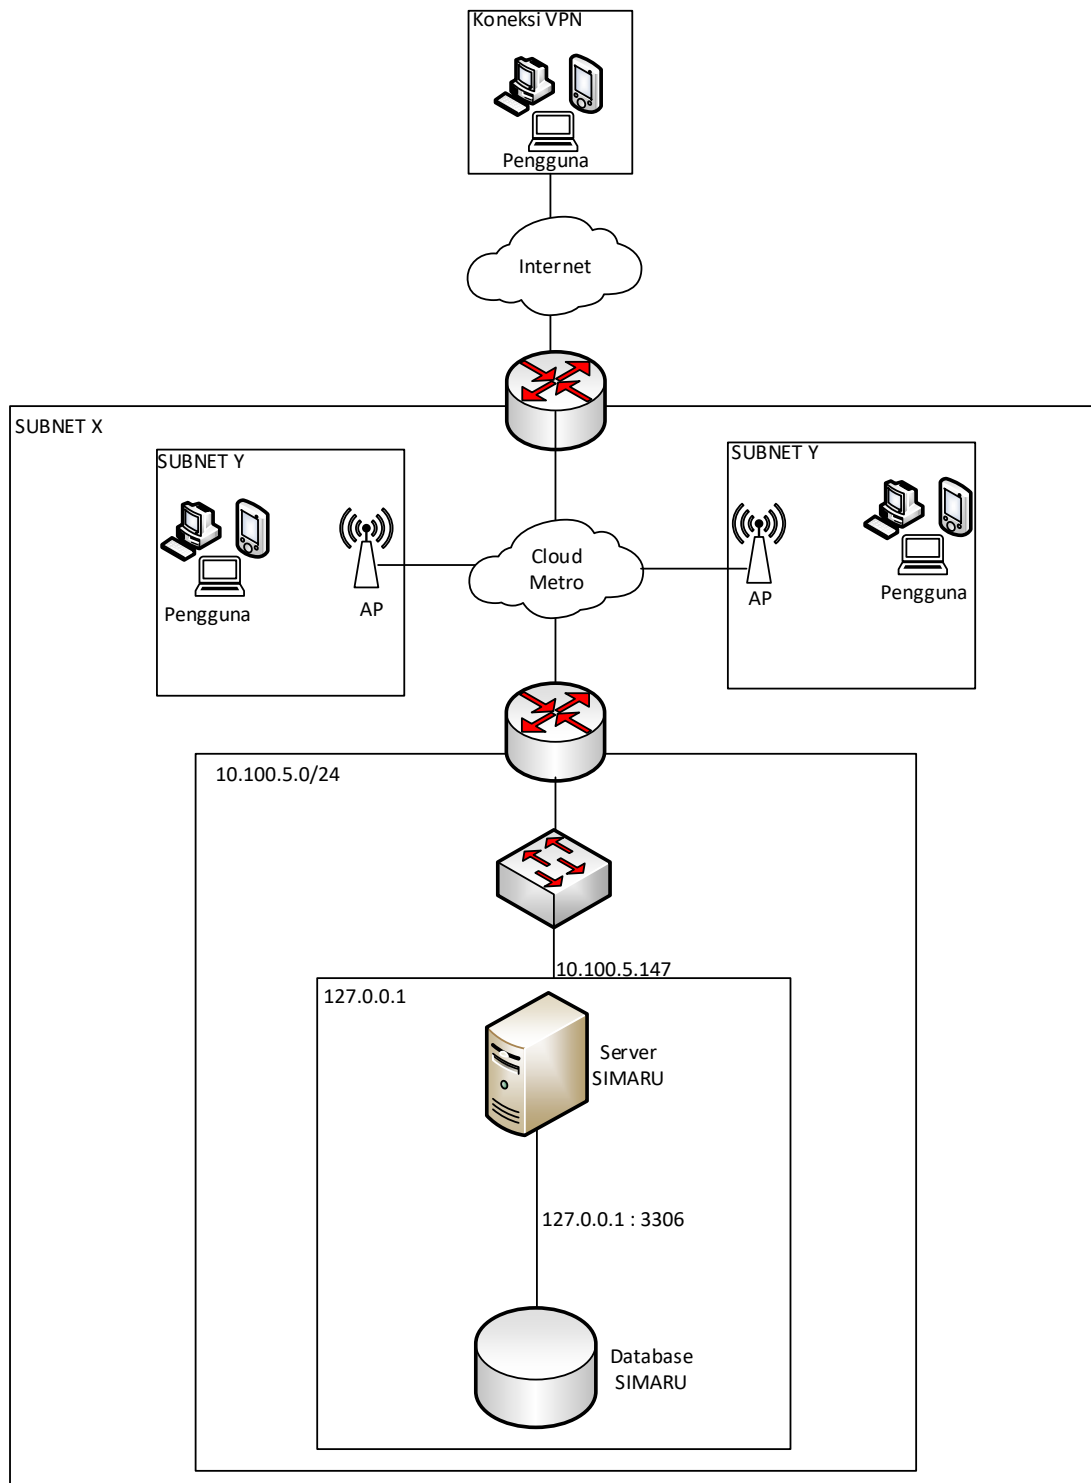 Koneksi VPN
Pengguna
Internet
SUBNET X
SUBNET Y
Pengguna
AP
Cloud
Metro
SUBNET Y
AP
Pengguna
10.100.5.0/24
10.100.5.147
127.0.0.1
Server
SIMARU
127.0.0.1 : 3306
Database
SIMARU